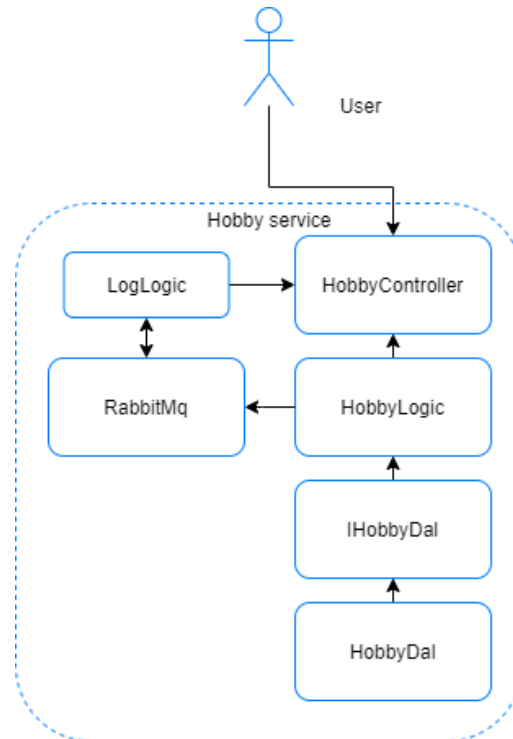 User
Hobby service
LogLogic
HobbyController
RabbitMq
HobbyLogic
IHobbyDal
HobbyDal